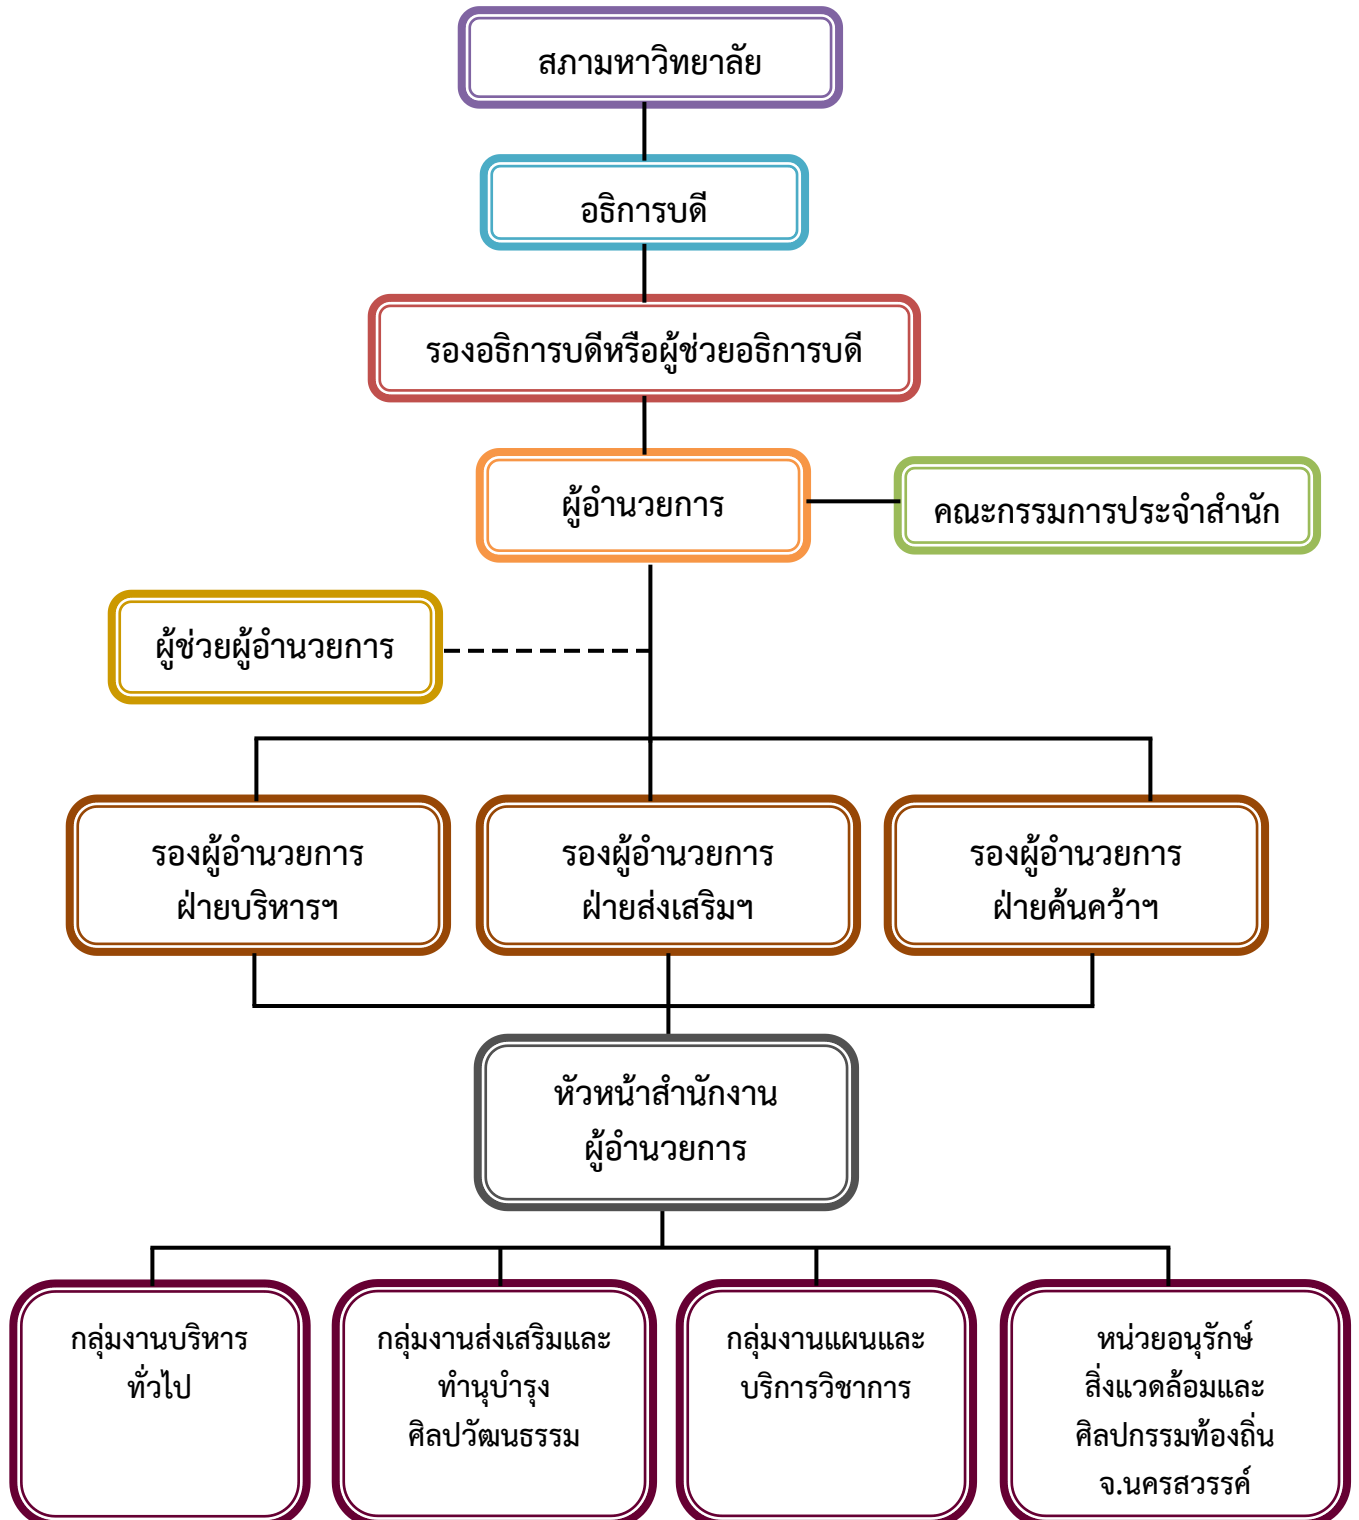 สภามหาวิทยาลัย
อธิการบดี
รองอธิการบดีหรือผู้ช่วยอธิการบดี
ผู้อำนวยการ
คณะกรรมการประจำสำนัก
ผู้ช่วยผู้อำนวยการ
รองผู้อำนวยการ
ฝ่ายบริหารฯ
รองผู้อำนวยการ
ฝ่ายส่งเสริมฯ
รองผู้อำนวยการ
ฝ่ายค้นคว้าฯ
หัวหน้าสำนักงาน
ผู้อำนวยการ
กลุ่มงานบริหาร
ทั่วไป
กลุ่มงานส่งเสริมและ
ทำนุบำรุง
ศิลปวัฒนธรรม
กลุ่มงานแผนและ
บริการวิชาการ
หน่วยอนุรักษ์
สิ่งแวดล้อมและ
ศิลปกรรมท้องถิ่น
จ.นครสวรรค์